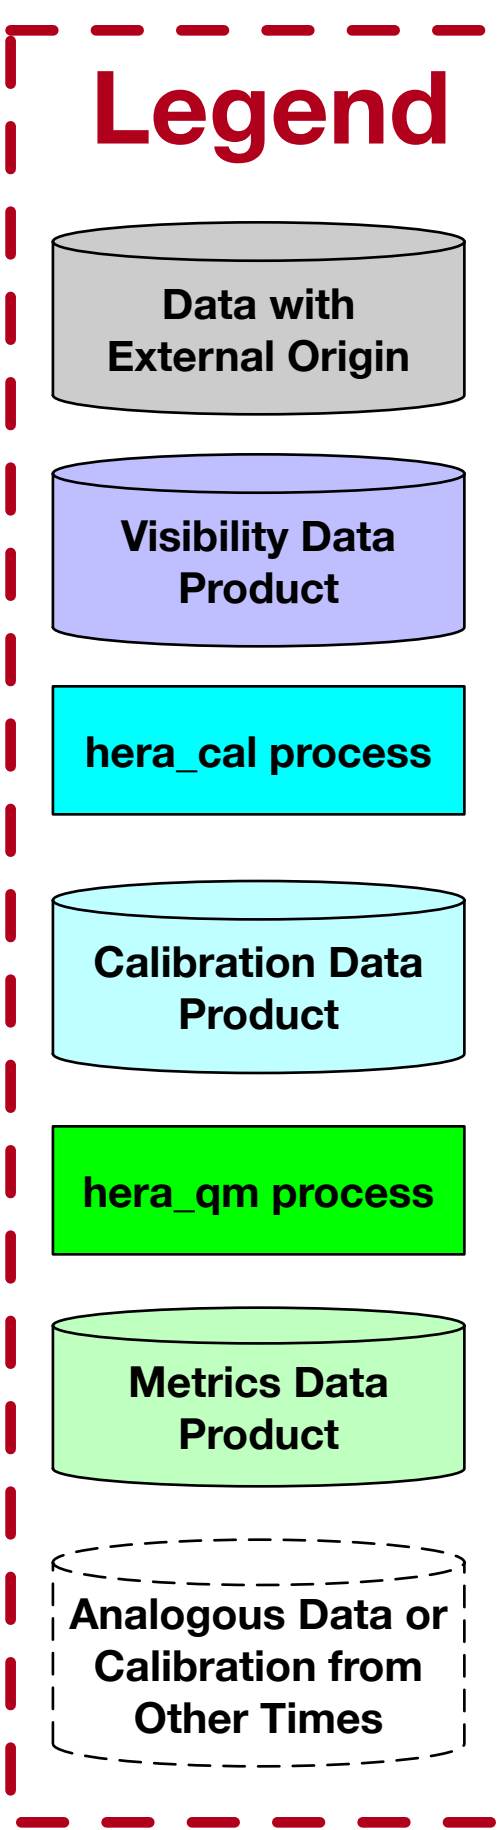 Legend
Data with
External Origin
Visibility Data
Product
hera_cal process
Calibration Data
Product
hera_qm process
Metrics Data
Product
Analogous Data or
Calibration from
Other Times